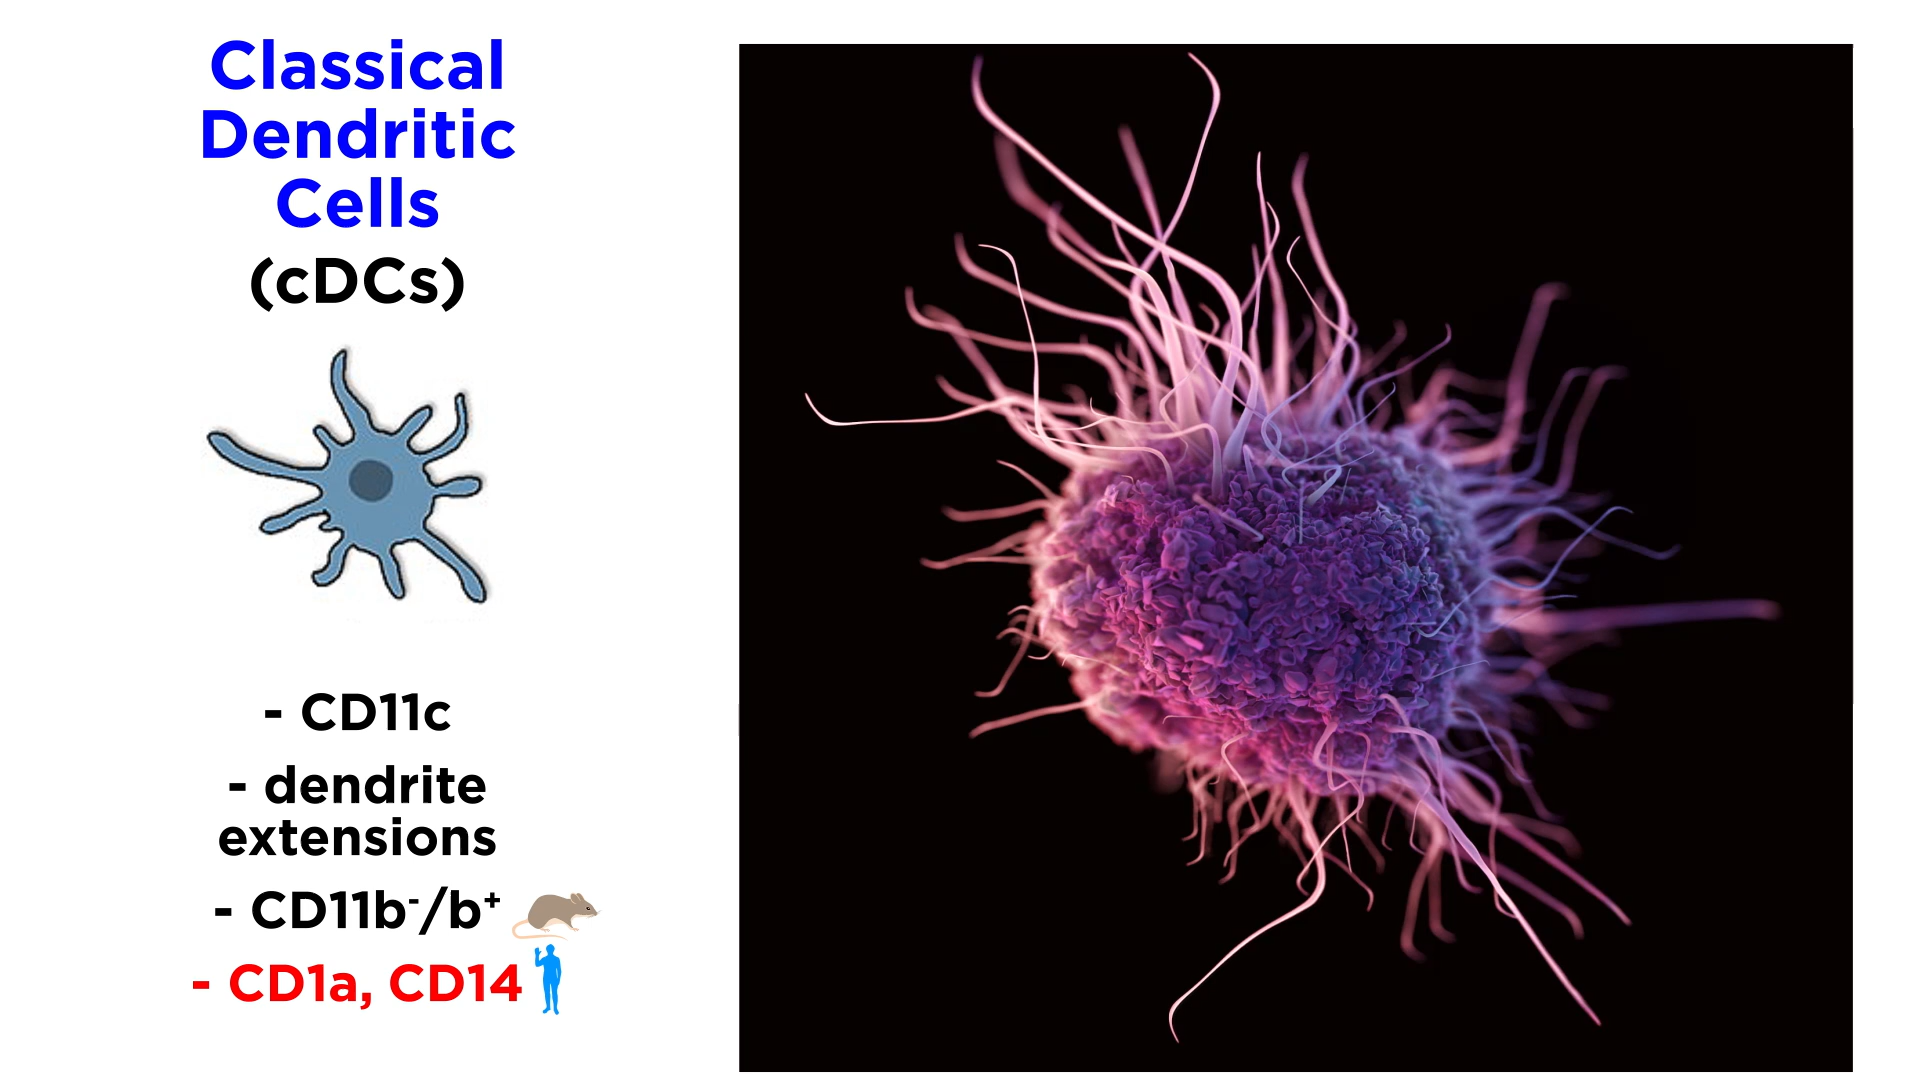 Classical
Dendritic
Cells
(cDCs)
- CD11c
- dendrite
extensions
- CD11b⁻/b⁺
- CD1a, CD14